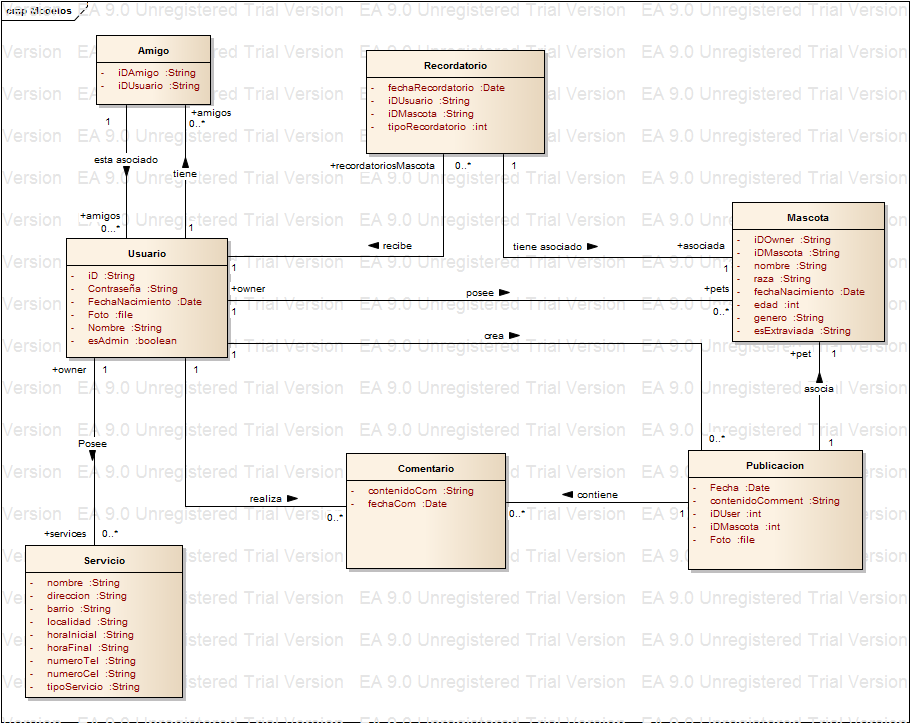 cmp Modelos
EA 9.0 Unregistered Trial Version
Amigo
- iDAmigo :String
- iDUsuario :String
Recordatorio
- fechaRecordatorio :Date
- iDUsuario :String
- iDMascota :String
- tipoRecordatorio :int
1
+amigos
0..*
esta asociado
tiene
+amigos
0...*
1
+recordatoriosMascota
0..*
1
recibe
1
tiene asociado
+asociada
1
Mascota
- iDOwner :String
- iDMascota :String
- nombre :String
- raza :String
- fechaNacimiento :Date
- edad :int
- genero :String
- esExtraviada :String
Usuario
- iD :String
- Contraseña :String
- FechaNacimiento :Date
- Foto :file
- Nombre :String
- esAdmin :boolean
+owner
1
posee
+pets
0..*
1
crea
0..*
+pet
1
asocia
1
+owner
1
1
Posee
+services
0..*
realiza
0..*
Comentario
- contenidoCom :String
- fechaCom :Date
0..*
contiene
1
Publicacion
- Fecha :Date
- contenidoComment :String
- iDUser :int
- iDMascota :int
- Foto :file
Servicio
- nombre :String
- direccion :String
- barrio :String
- localidad :String
- horaInicial :String
- horaFinal :String
- numeroTel :String
- numeroCel :String
- tipoServicio :String